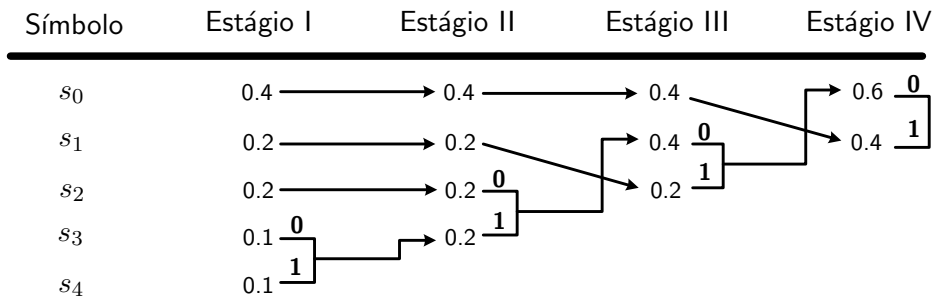 Símbolo Estágio I Estágio II Estágio III Estágio IV
s₀ 0.4 0.4 0.4 0.6 0
s₁ 0.2 0.2 0.4 0 0.4 1
s₂ 0.2 0.2 0 0.2 1
s₃ 0.1 0 0.2 1
s₄ 0.1 1